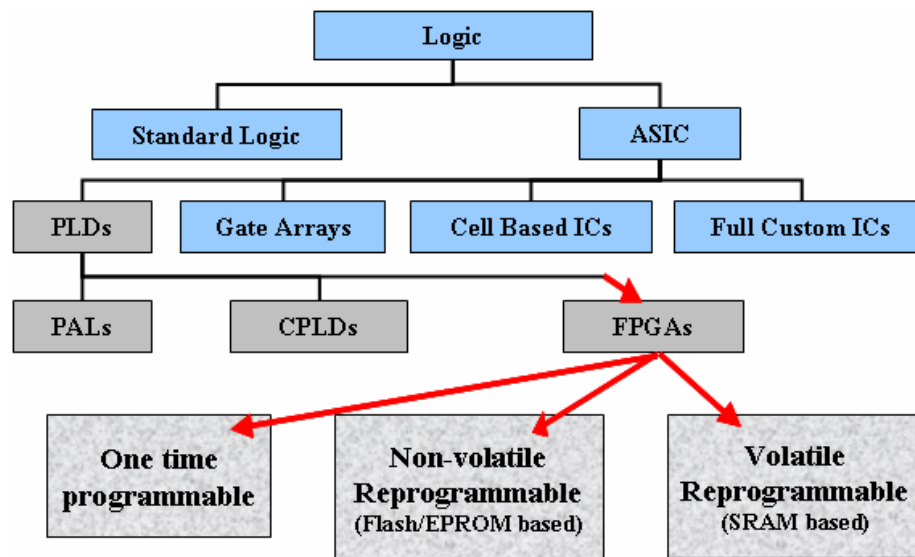 Logic
Standard Logic
ASIC
PLDs
Gate Arrays
Cell Based ICs
Full Custom ICs
PALs
CPLDs
FPGAs
One time
programmable
Non-volatile
Reprogrammable
(Flash/EPROM based)
Volatile
Reprogrammable
(SRAM based)